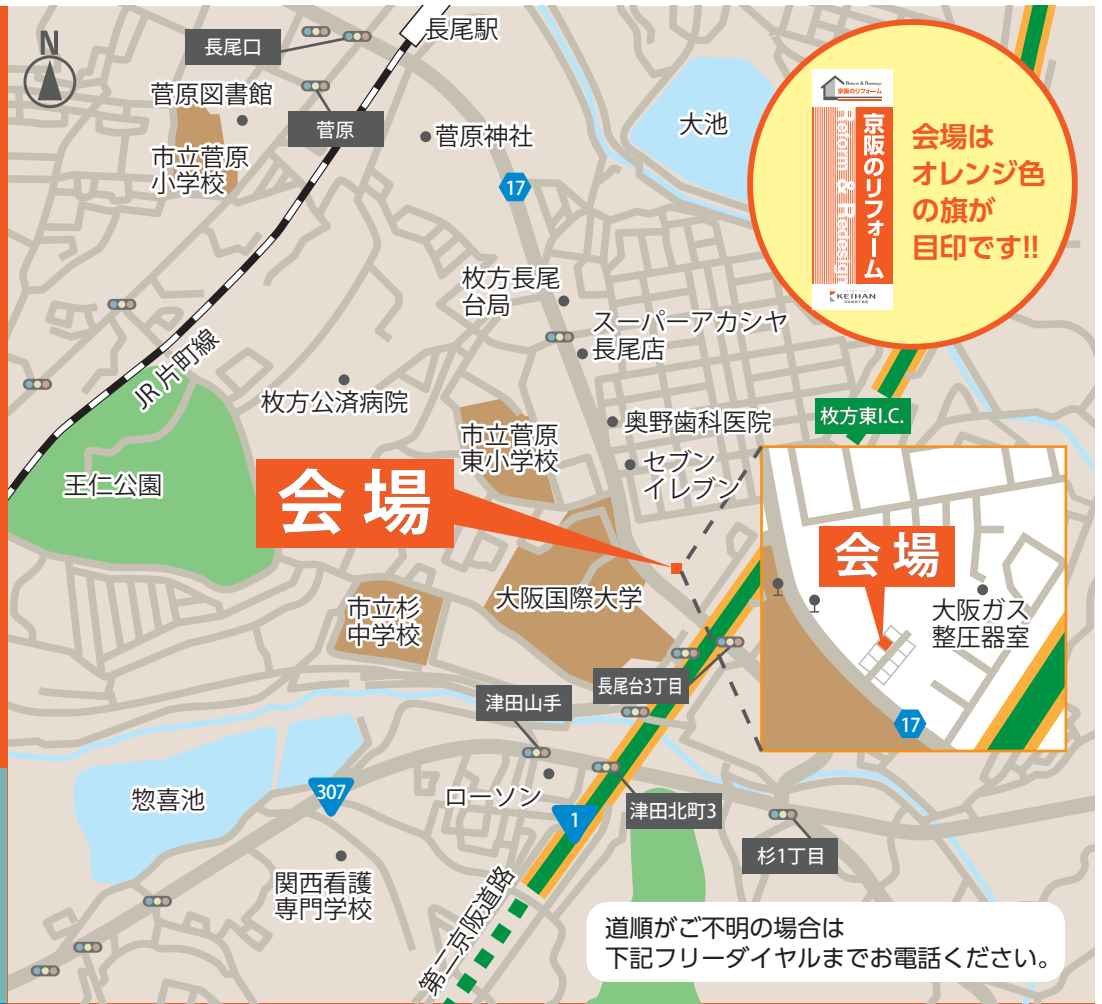 N
長尾口
長尾駅
菅原図書館
菅原
市立菅原
小学校
菅原神社
大池
17
Reform & Redesign
京阪のリフォーム
京阪のリフォーム
Reform & Redesign
KEIHAN
会場は
オレンジ色
の旗が
目印です!!
枚方長尾
台局
スーパーアカシヤ
長尾店
JR片町線
枚方公済病院
奥野歯科医院
枚方東I.C.
市立菅原
東小学校
セブン
イレブン
王仁公園
会場
会場
大阪ガス
整圧器室
17
大阪国際大学
市立杉
中学校
長尾台3丁目
津田山手
惣喜池
307
ローソン
1
津田北町3
杉1丁目
関西看護
専門学校
第二京阪道路
道順がご不明の場合は
下記フリーダイヤルまでお電話ください。